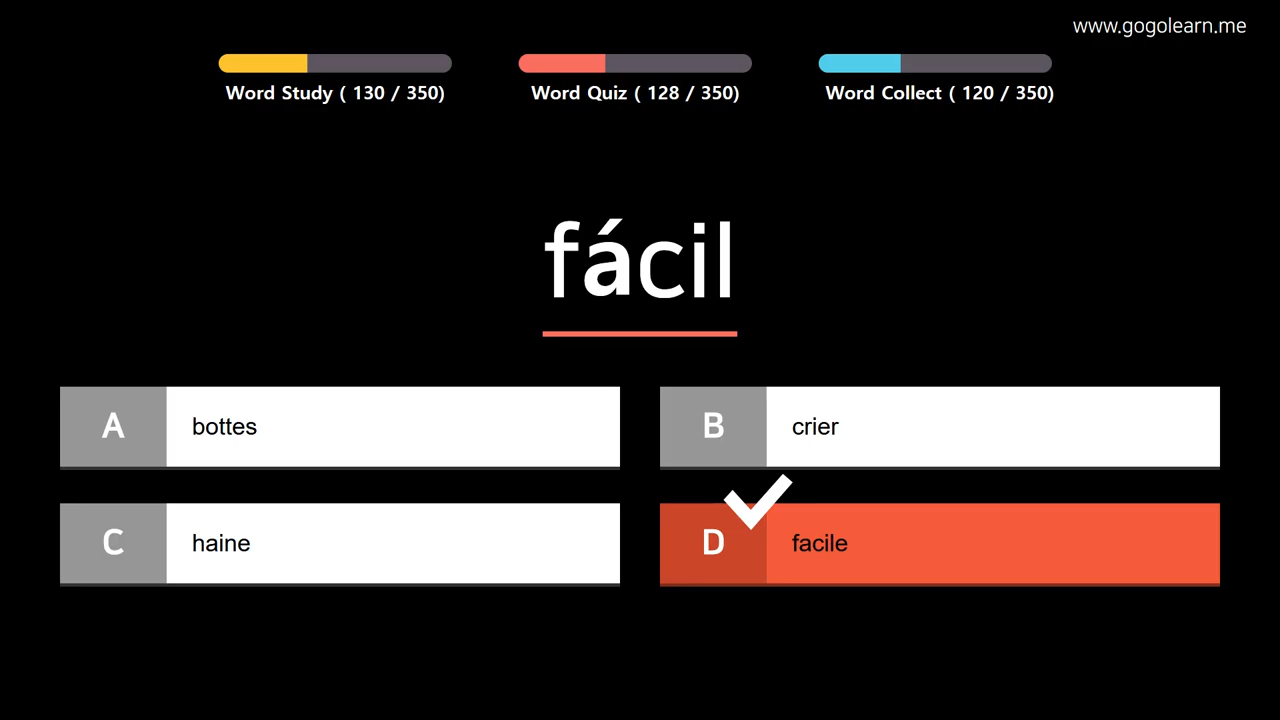 www.gogolearn.me
Word Study ( 130 / 350)
Word Quiz ( 128 / 350)
Word Collect ( 120 / 350)
fácil
A bottes
B crier
C haine
D facile